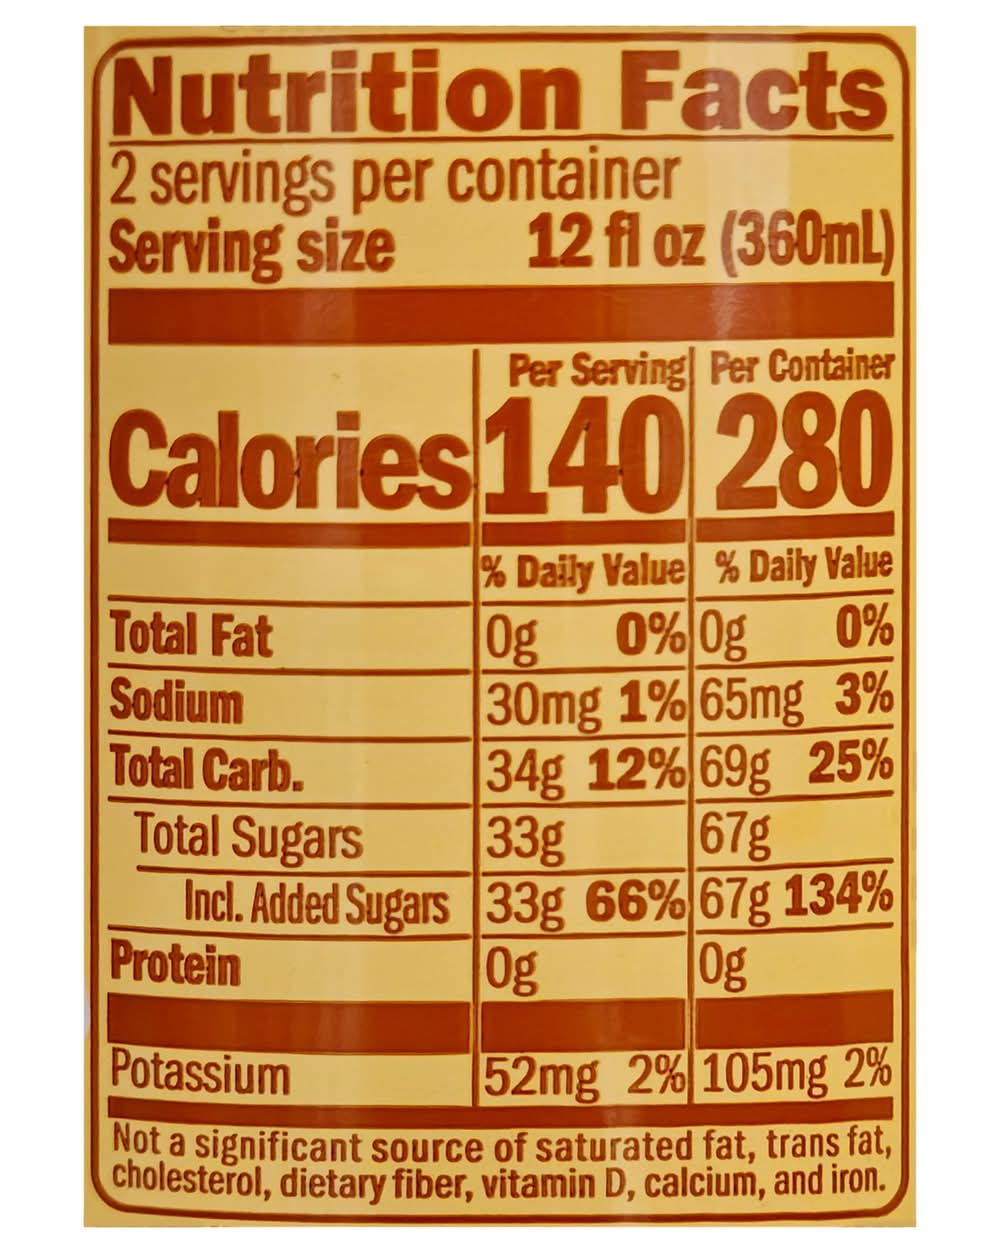 Nutrition Facts
2 servings per container
Serving size 12 fl oz (360mL)
Per Serving Per Container
Calories 140 280
% Daily Value % Daily Value
Total Fat 0g 0% 0g 0%
Sodium 30mg 1% 65mg 3%
Total Carb. 34g 12% 69g 25%
Total Sugars 33g 67g
Incl. Added Sugars 33g 66% 67g 134%
Protein 0g 0g
Potassium 52mg 2% 105mg 2%
Not a significant source of saturated fat, trans fat,
cholesterol, dietary fiber, vitamin D, calcium, and iron.